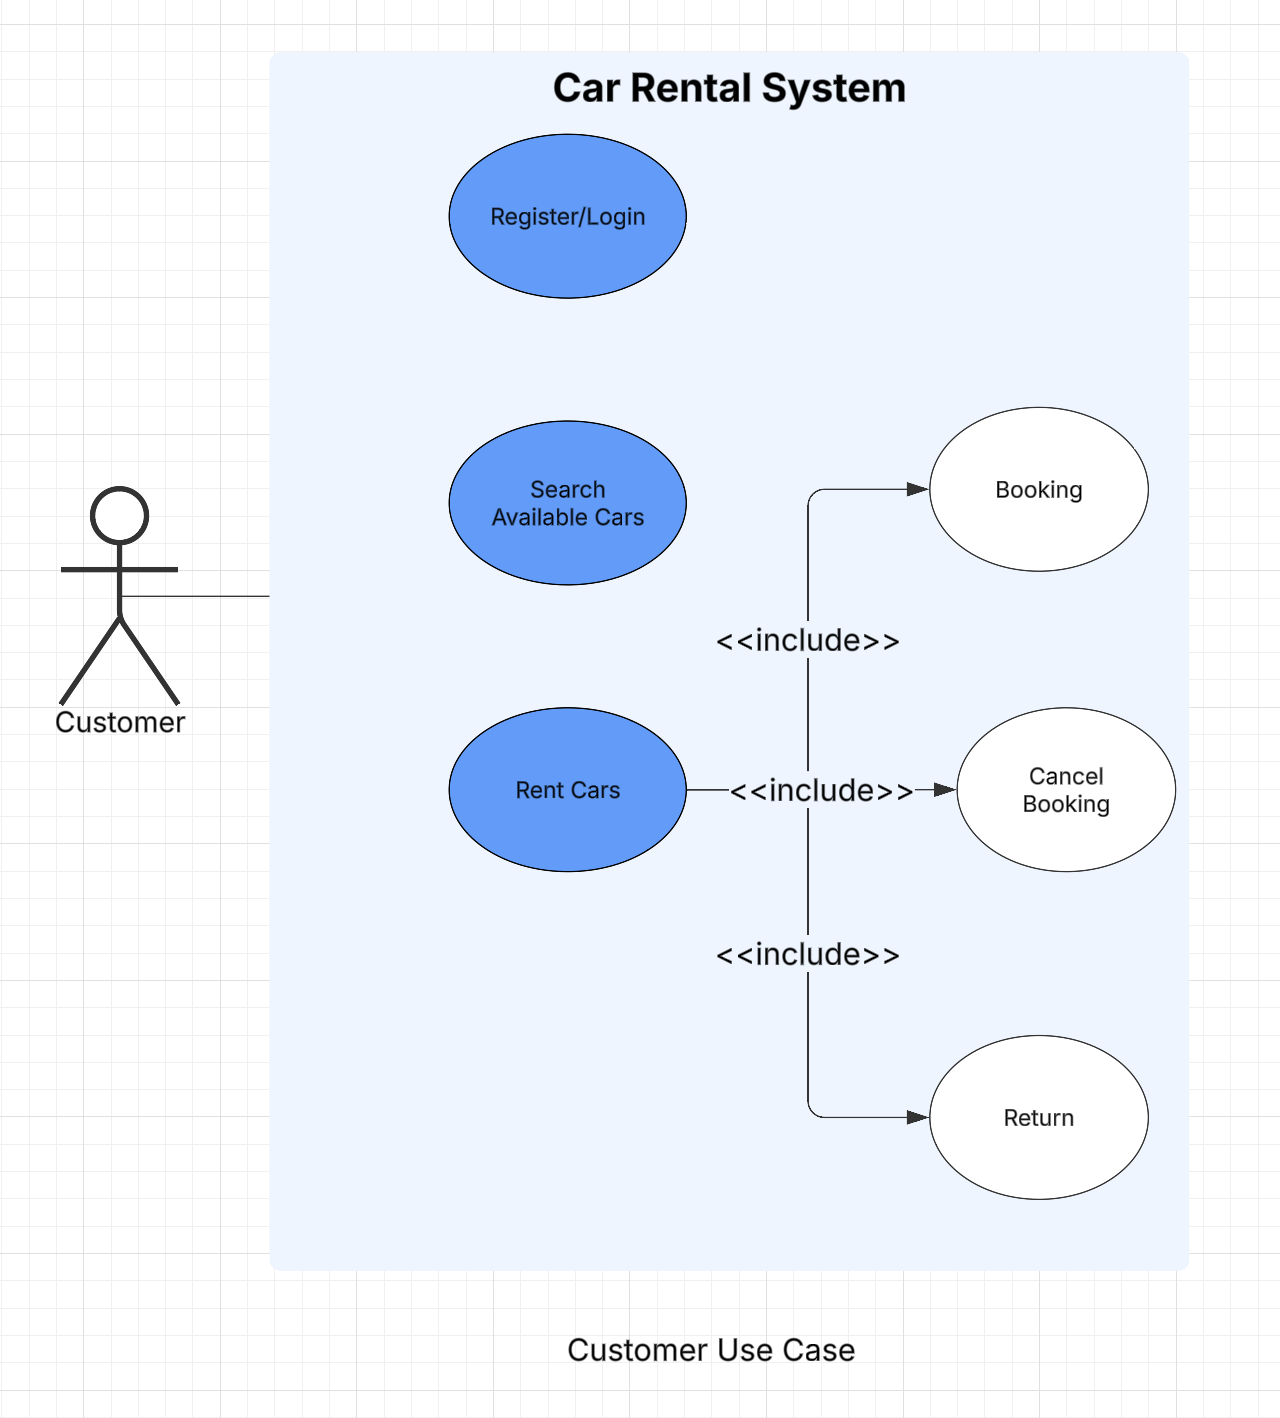 Car Rental System
Register/Login
Search
Available Cars
Booking
<<include>>
Customer
Rent Cars
<<include>>
Cancel
Booking
<<include>>
Return
Customer Use Case